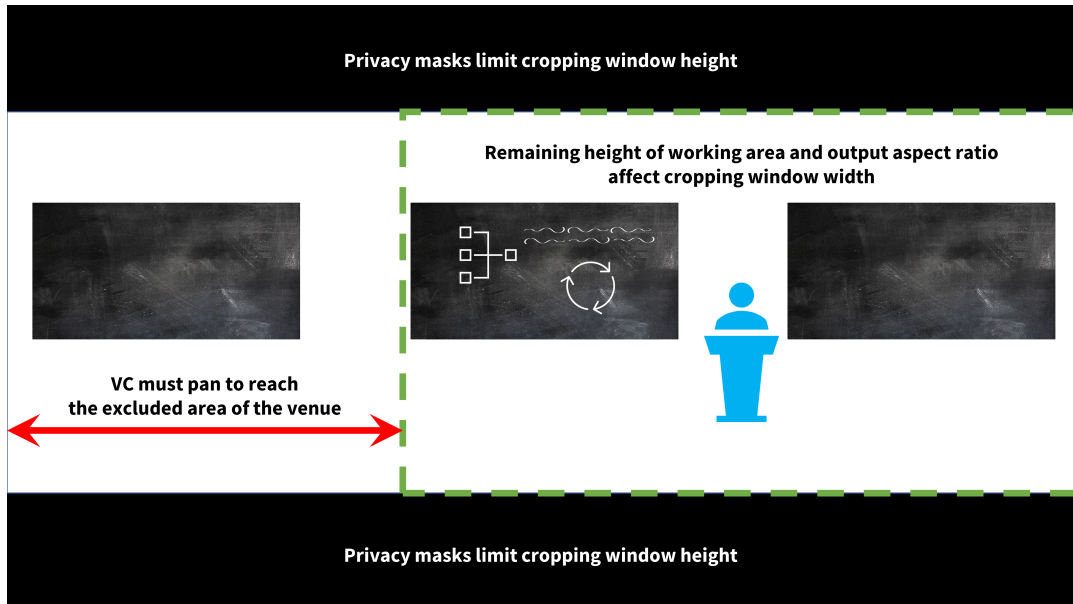 Privacy masks limit cropping window height
Remaining height of working area and output aspect ratio
affect cropping window width
VC must pan to reach
the excluded area of the venue
Privacy masks limit cropping window height